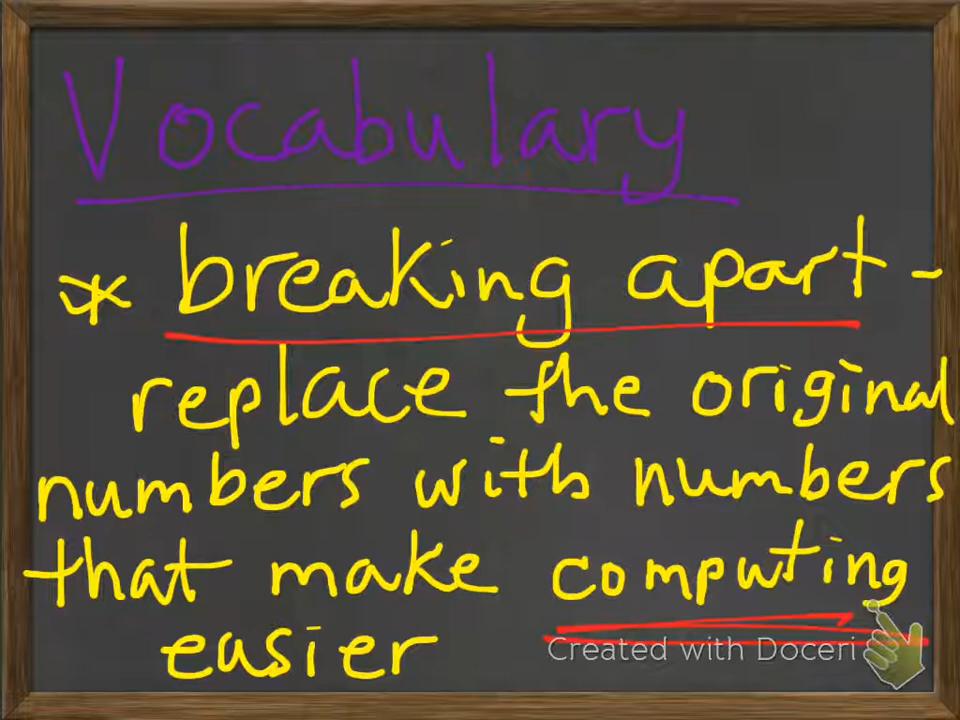 Vocabulary
* breaking apart -
replace the original
numbers with numbers
that make computing
easier
Created with Doceri